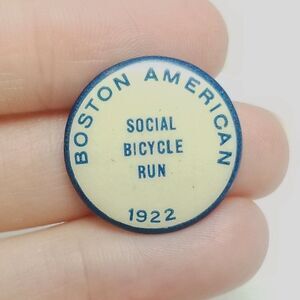 BOSTON AMERICAN
SOCIAL
BICYCLE
RUN
1922